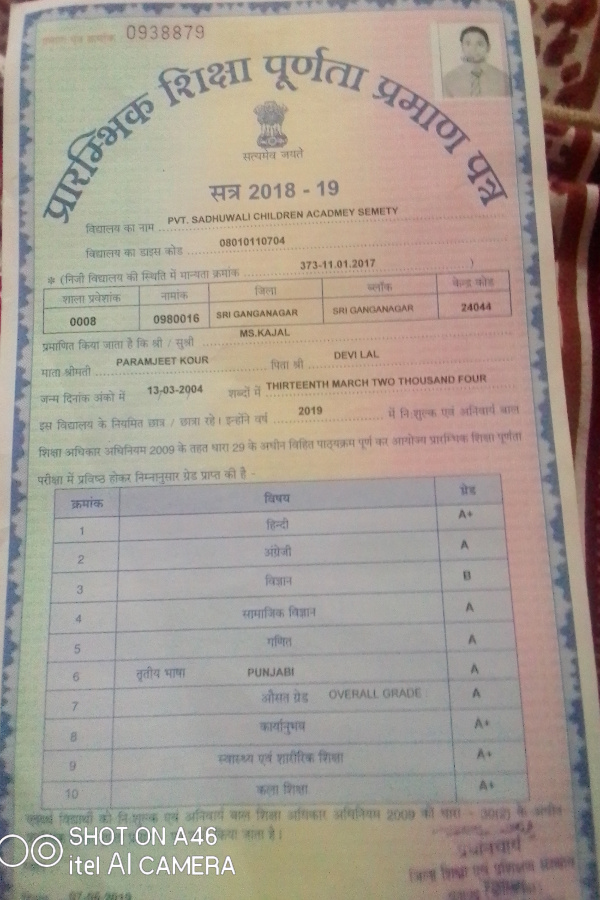 प्रमाण पत्र क्रमांक 0938879
प्रारम्भिक शिक्षा पूर्णता प्रमाण पत्र
सत्यमेव जयते
सत्र 2018 - 19
विद्यालय का नाम PVT. SADHUWALI CHILDREN ACADMEY SEMETY
विद्यालय का डाइस कोड 08010110704
* (निजी विद्यालय की स्थिति में मान्यता क्रमांक 373-11.01.2017 )
शाला प्रवेशांक नामांक जिला ब्लॉक केन्द्र कोड
0008 0980016 SRI GANGANAGAR SRI GANGANAGAR 24044
प्रमाणित किया जाता है कि श्री / सुश्री MS.KAJAL
माता श्रीमती PARAMJEET KOUR पिता श्री DEVI LAL
जन्म दिनांक अंको में 13-03-2004 शब्दों में THIRTEENTH MARCH TWO THOUSAND FOUR
इस विद्यालय के नियमित छात्र / छात्रा रहे। इन्होंने वर्ष 2019 में निःशुल्क एवं अनिवार्य बाल
शिक्षा अधिकार अधिनियम 2009 के तहत धारा 29 के अधीन विहित पाठ्यक्रम पूर्ण कर आयोज्य प्रारम्भिक शिक्षा पूर्णता
परीक्षा में प्रविष्ठ होकर निम्नानुसार ग्रेड प्राप्त की है -
क्रमांक विषय ग्रेड
1 हिन्दी A+
2 अंग्रेजी A
3 विज्ञान B
4 सामाजिक विज्ञान A
5 गणित A
6 तृतीय भाषा PUNJABI A
7 औसत ग्रेड OVERALL GRADE A
8 कार्यानुभव A+
9 स्वास्थ्य एवं शारीरिक शिक्षा A+
10 कला शिक्षा A+
विद्यार्थी को निःशुल्क एवं अनिवार्य बाल शिक्षा अधिकार अधिनियम 2009 की धारा - 30(2) के अधीन
किया जाता है।
प्रधानाचार्य
जिला शिक्षा एवं प्रशिक्षण संस्थान
07-06-2019
SHOT ON A46
itel AI CAMERA